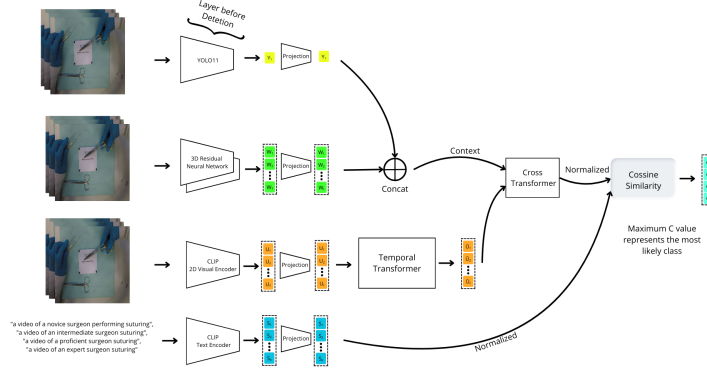 Layer before
Detetion
YOLO11
Y₁
Projection
Y₁
3D Residual
Neural Network
Projection
Concat
Context
Cross
Transformer
Normalized
Cossine
Similarity
Maximum C value
represents the most
likely class
CLIP
2D Visual Encoder
Projection
Temporal
Transformer
"a video of a novice surgeon performing suturing",
"a video of an intermediate surgeon suturing",
"a video of a proficient surgeon suturing",
"a video of an expert surgeon suturing"
CLIP
Text Encoder
Projection
Normalized